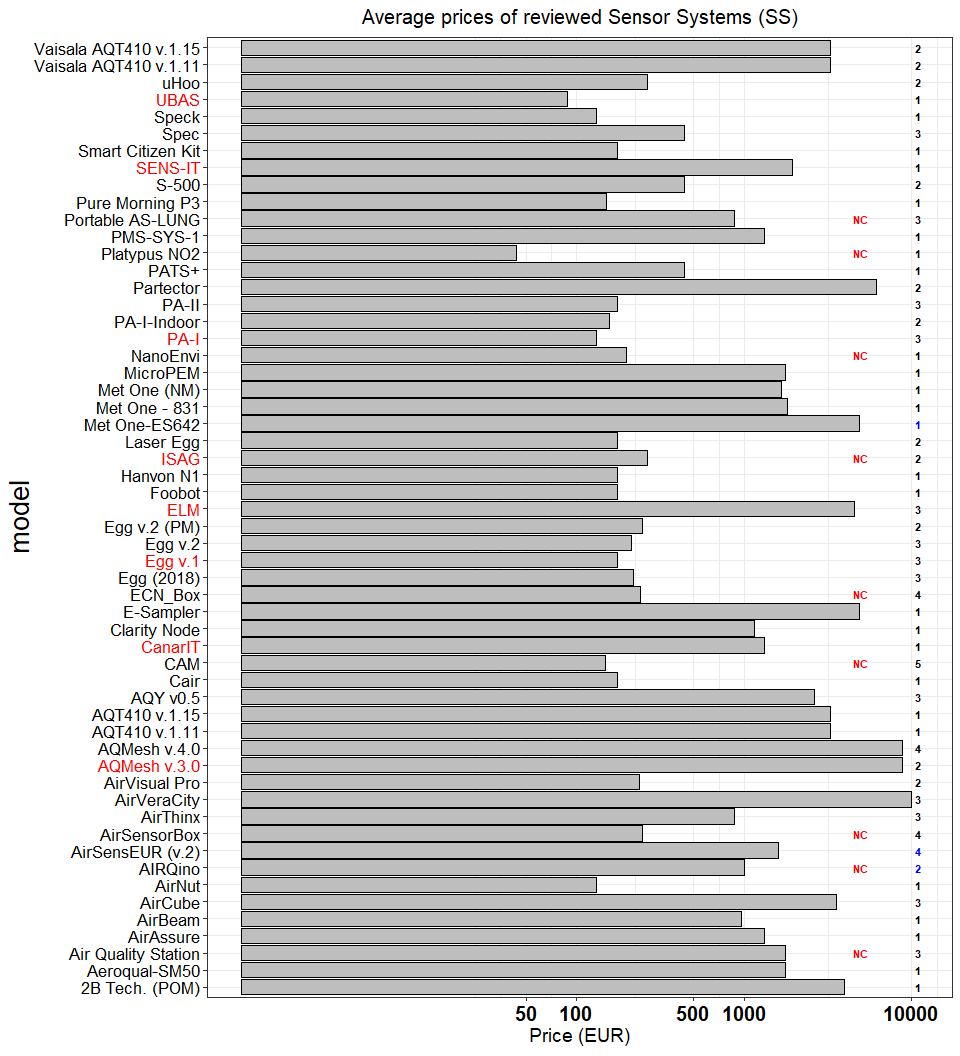 Average prices of reviewed Sensor Systems (SS)
Vaisala AQT410 v.1.15 2
Vaisala AQT410 v.1.11 2
uHoo 2
UBAS 1
Speck 1
Spec 3
Smart Citizen Kit 1
SENS-IT 1
S-500 2
Pure Morning P3 1
Portable AS-LUNG NC 3
PMS-SYS-1 1
Platypus NO2 NC 1
PATS+ 1
Partector 2
PA-II 3
PA-I-Indoor 2
PA-I 3
NanoEnvi NC 1
MicroPEM 1
Met One (NM) 1
Met One - 831 1
Met One-ES642 1
Laser Egg 2
ISAG NC 2
Hanvon N1 1
Foobot 1
ELM 3
Egg v.2 (PM) 2
Egg v.2 3
Egg v.1 3
Egg (2018) 3
ECN_Box NC 4
E-Sampler 1
Clarity Node 1
CanarIT 1
CAM NC 5
Cair 1
AQY v0.5 3
AQT410 v.1.15 1
AQT410 v.1.11 1
AQMesh v.4.0 4
AQMesh v.3.0 2
AirVisual Pro 2
AirVeraCity 3
AirThinx 3
AirSensorBox NC 4
AirSensEUR (v.2) 4
AIRQino NC 2
AirNut 1
AirCube 3
AirBeam 1
AirAssure 1
Air Quality Station NC 3
Aeroqual-SM50 1
2B Tech. (POM) 1
model
50 100 500 1000 10000
Price (EUR)